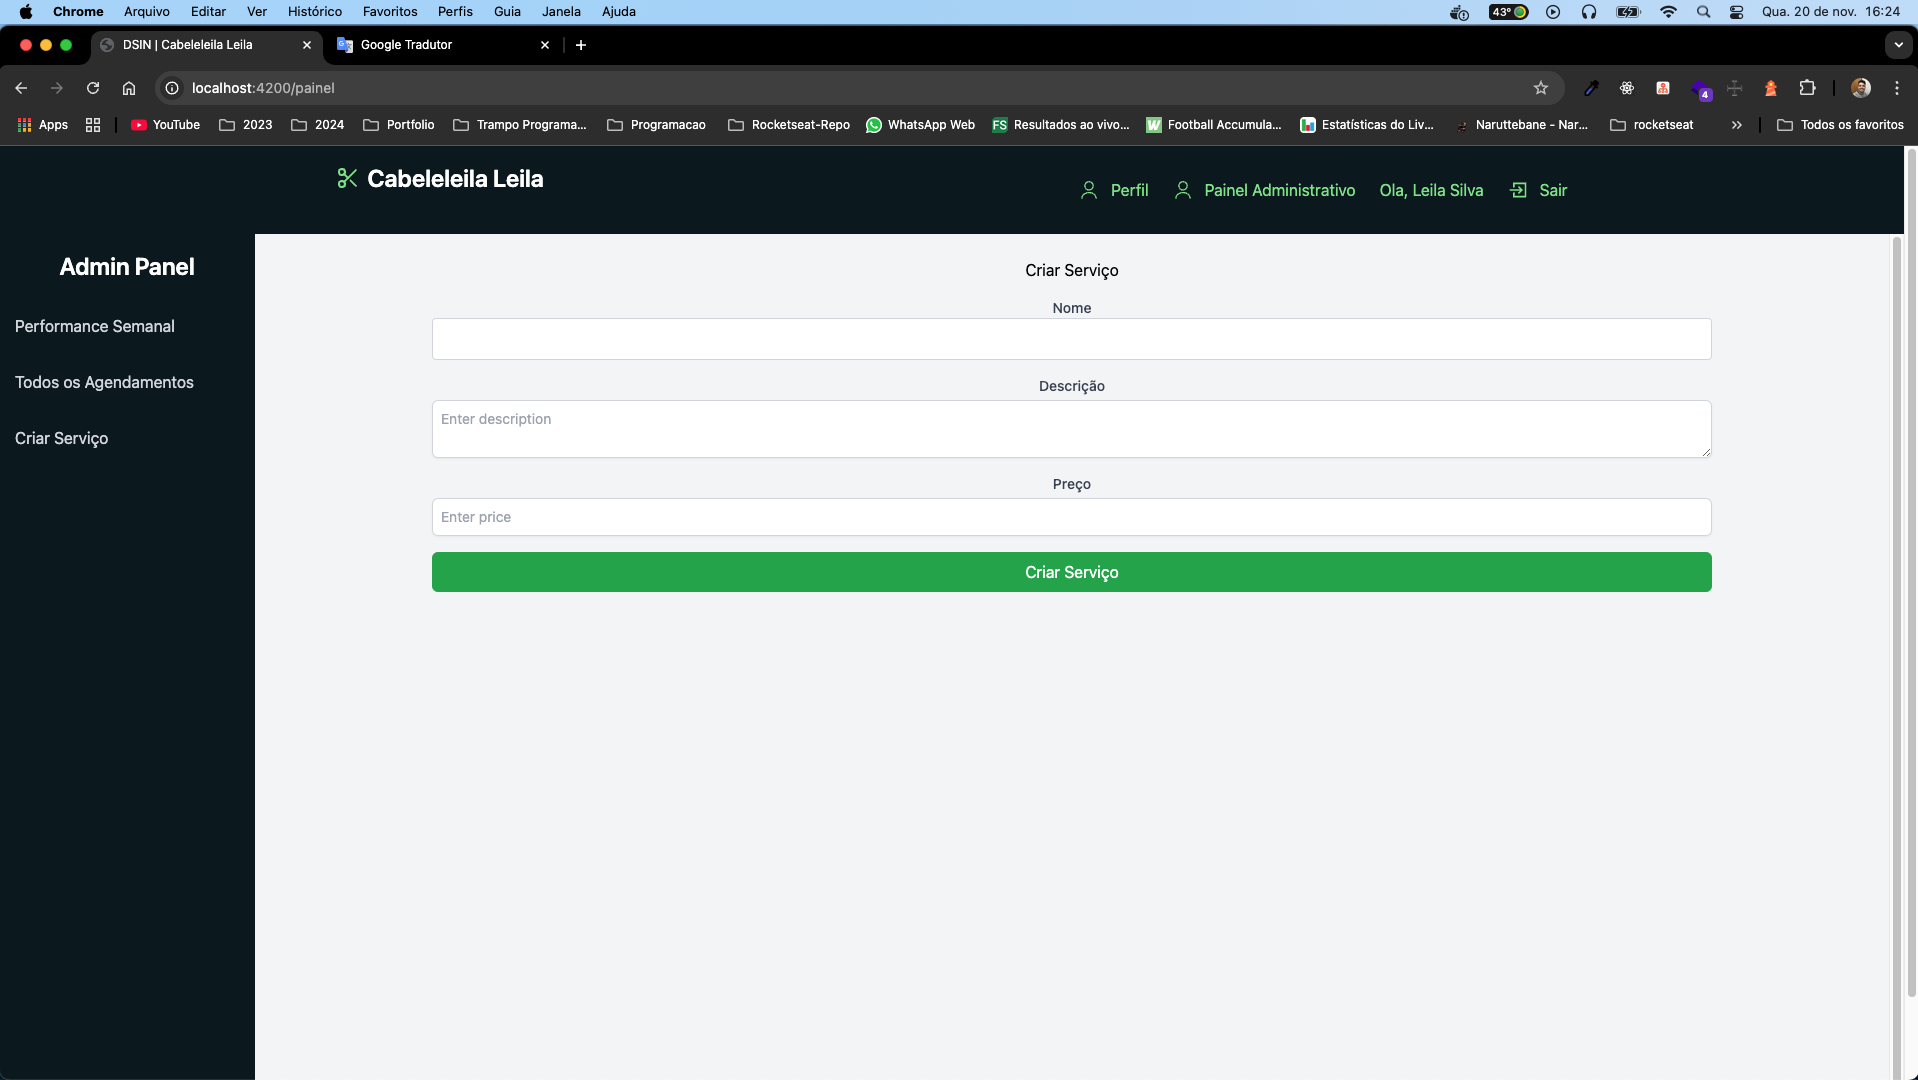 Chrome Arquivo Editar Ver Histórico Favoritos Perfis Guia Janela Ajuda 43° Qua. 20 de nov. 16:24
DSIN | Cabeleleila Leila Google Tradutor
localhost:4200/painel 4
Apps YouTube 2023 2024 Portfolio Trampo Programa... Programacao Rocketseat-Repo WhatsApp Web FS Resultados ao vivo... W Football Accumula... Estatísticas do Liv... Naruttebane - Nar... rocketseat » Todos os favoritos
Cabeleleila Leila
Perfil Painel Administrativo Ola, Leila Silva Sair
Admin Panel
Performance Semanal
Todos os Agendamentos
Criar Serviço
Criar Serviço
Nome
Descrição
Enter description
Preço
Enter price
Criar Serviço